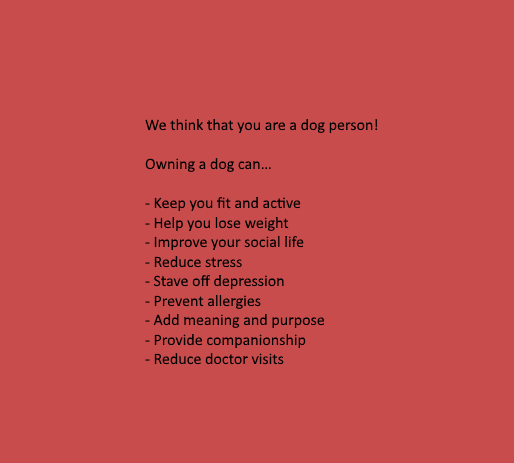 We think that you are a dog person!
Owning a dog can...
- Keep you fit and active
- Help you lose weight
- Improve your social life
- Reduce stress
- Stave off depression
- Prevent allergies
- Add meaning and purpose
- Provide companionship
- Reduce doctor visits